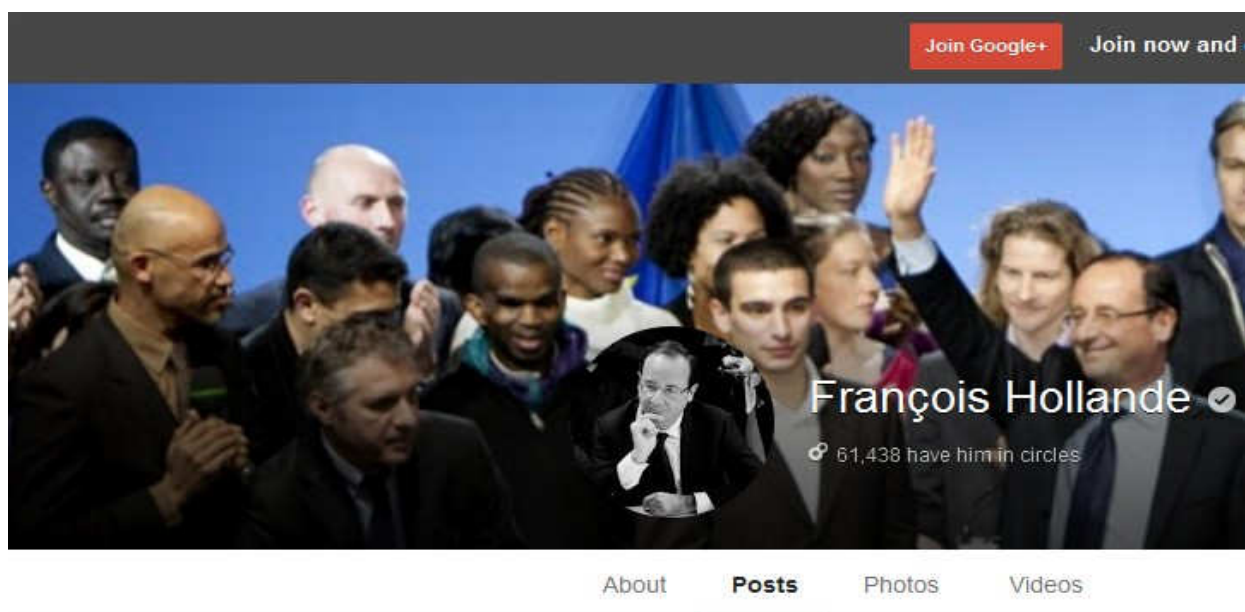 Join Google+ Join now and
François Hollande
61,438 have him in circles
About Posts Photos Videos